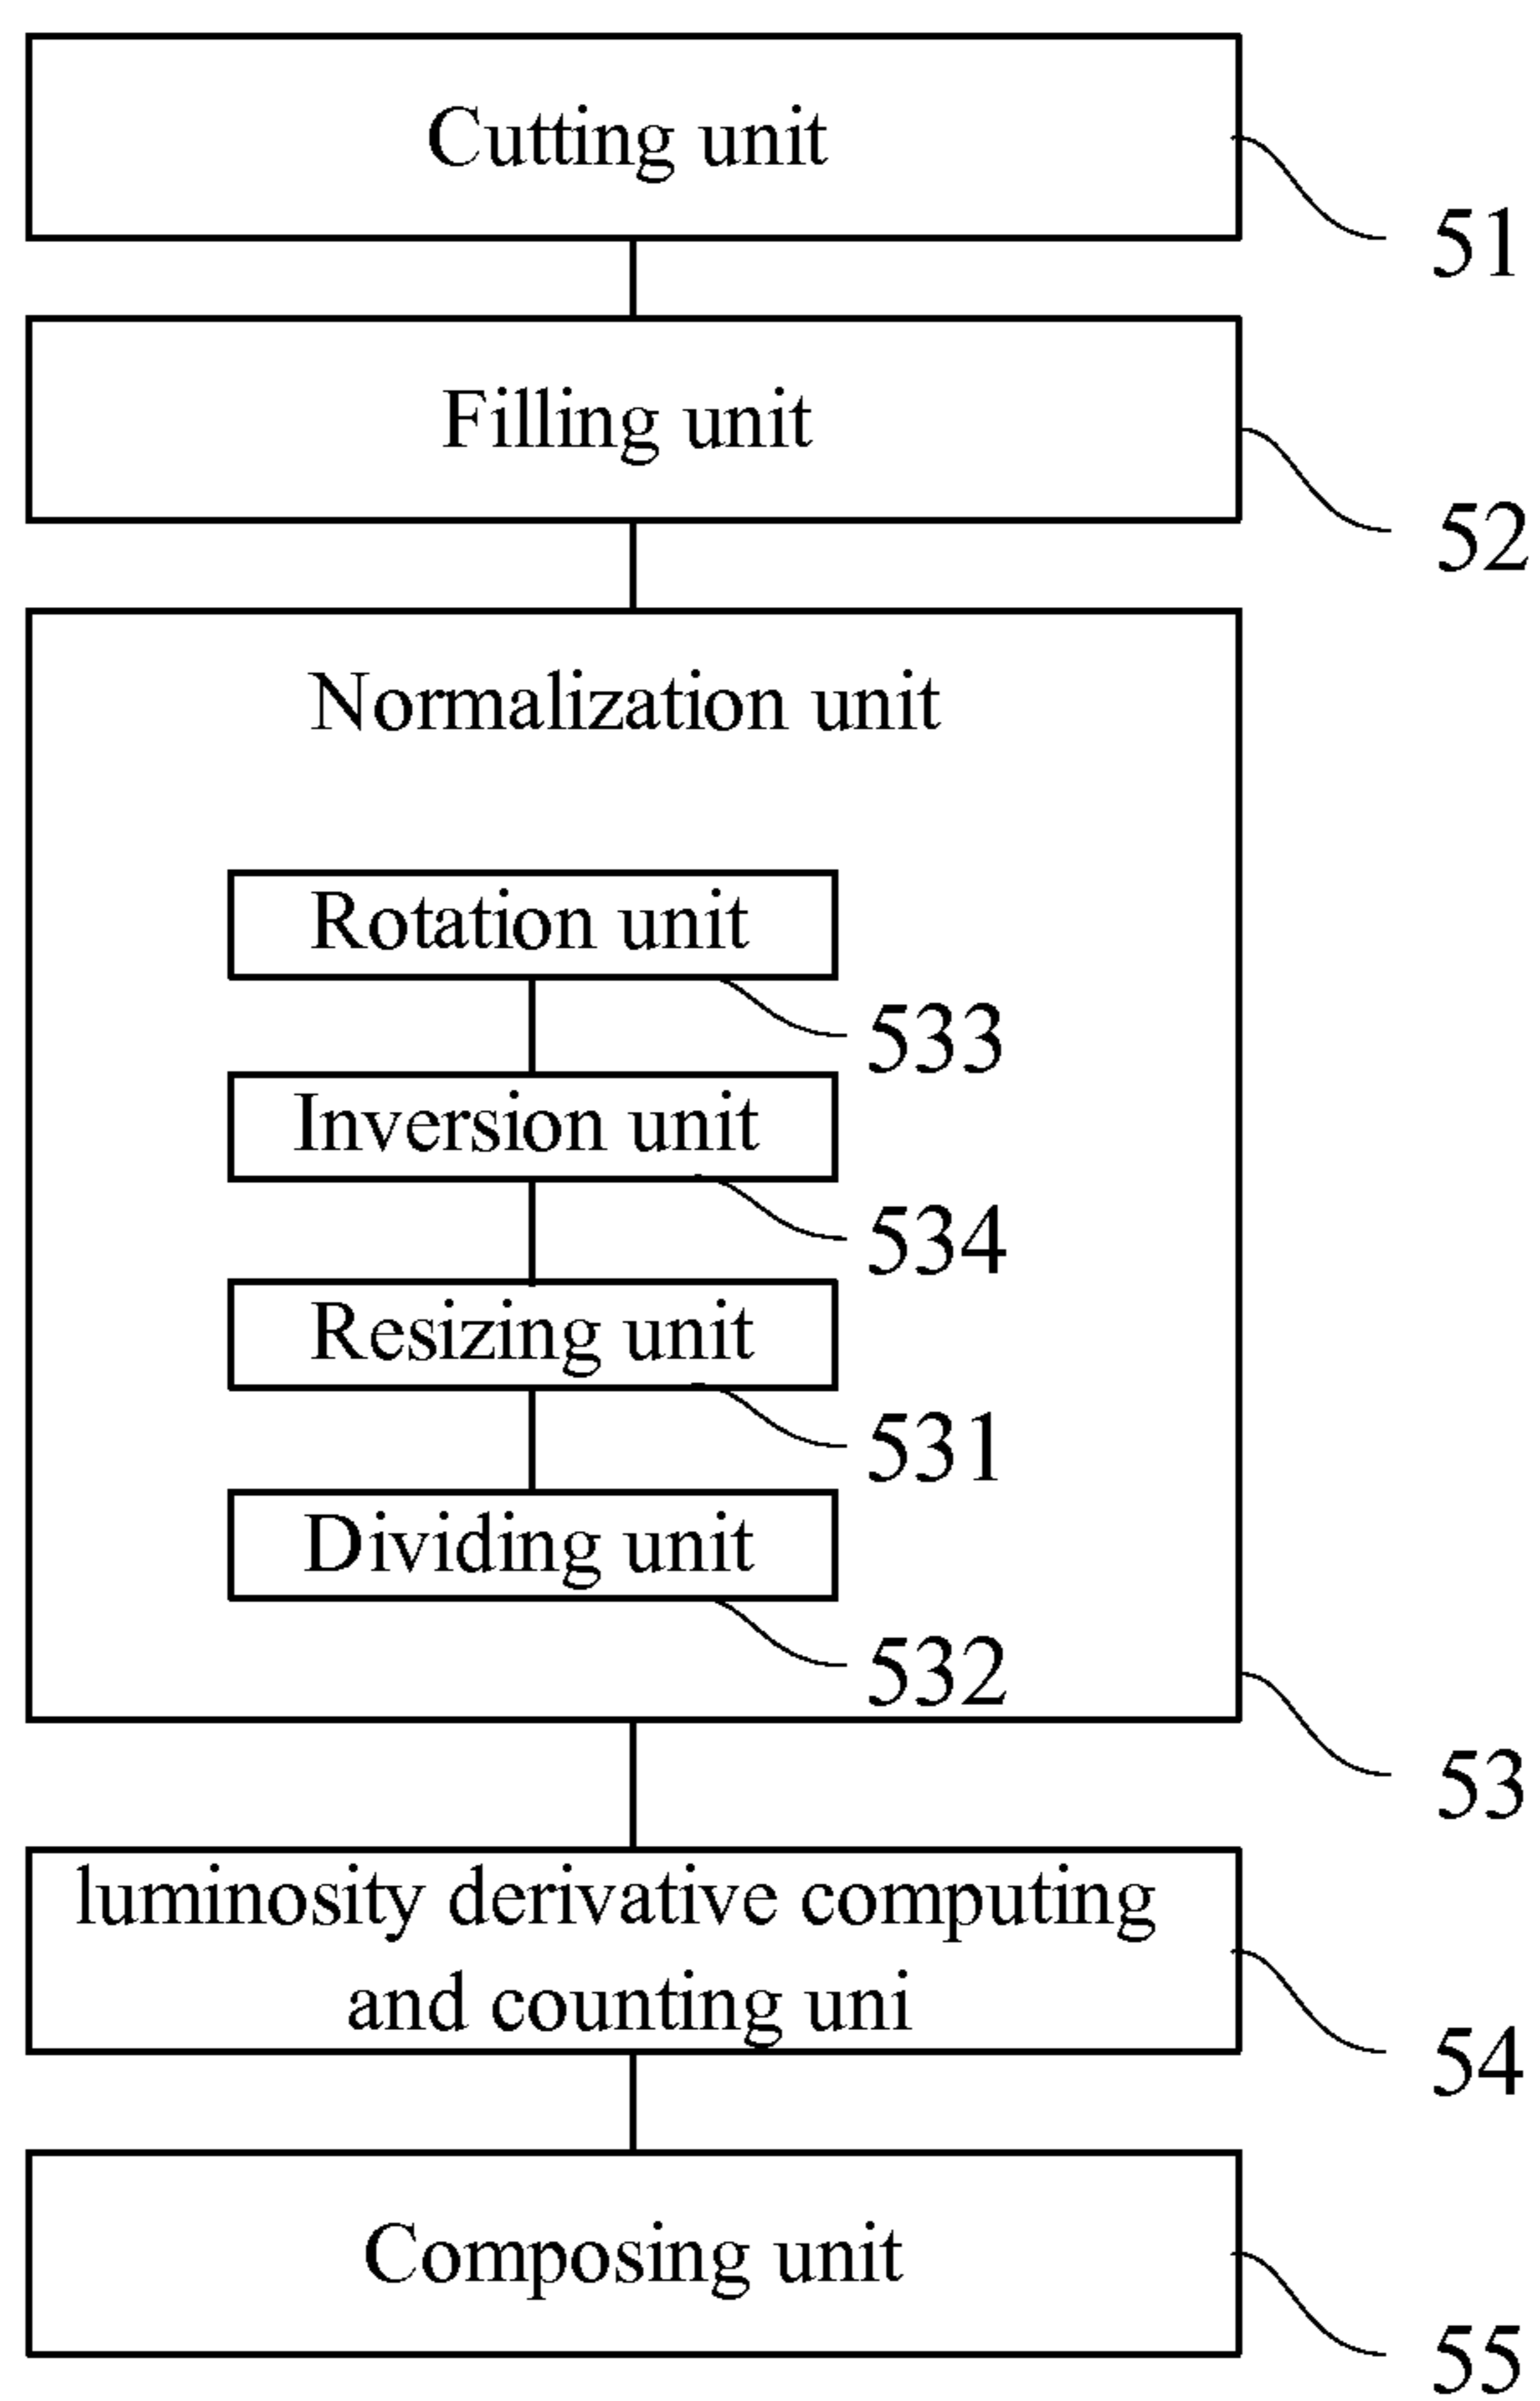 Cutting unit
51
Filling unit
52
Normalization unit
Rotation unit
533
Inversion unit
534
Resizing unit
531
Dividing unit
532
53
luminosity derivative computing
and counting uni
54
Composing unit
55